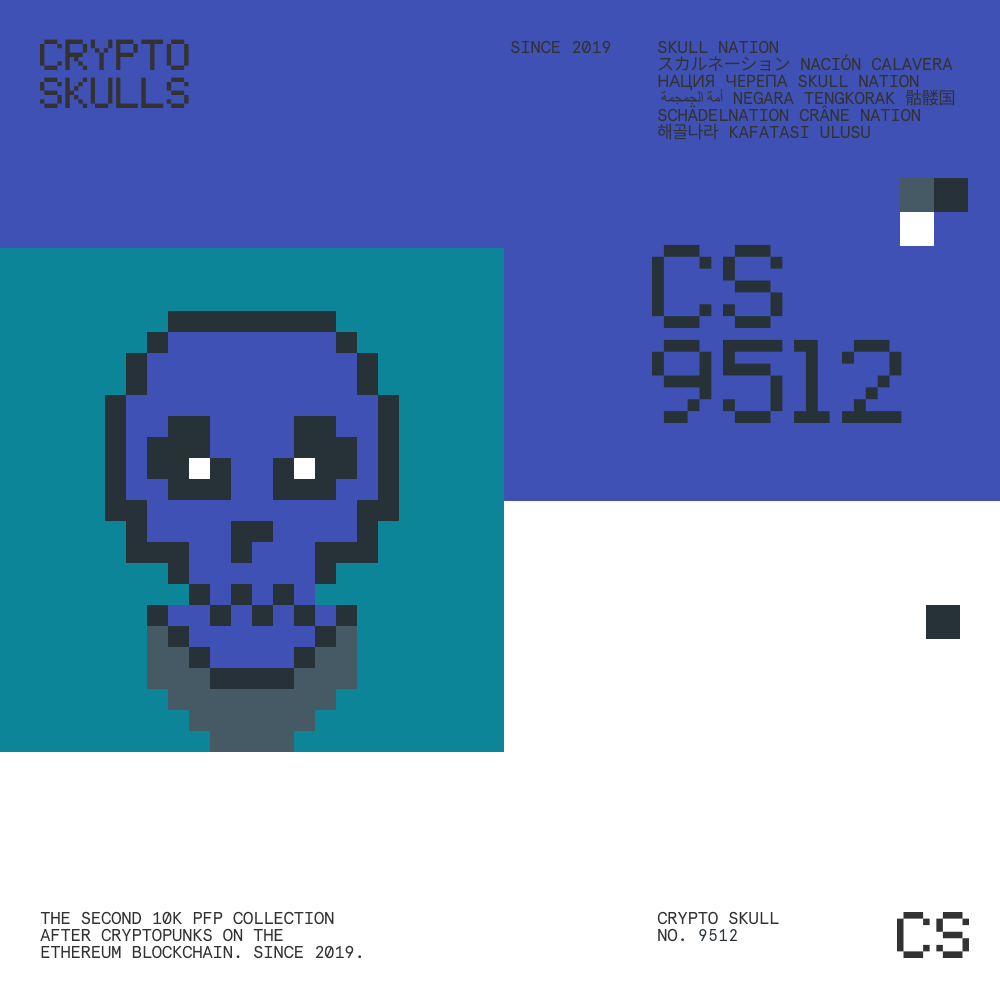 CRYPTO
SKULLS
SINCE 2019
SKULL NATION
スカルネーション NACIÓN CALAVERA
НАЦИЯ ЧЕРЕПА SKULL NATION
أمة الجمجمة NEGARA TENGKORAK 骷髅国
SCHÄDELNATION CRÂNE NATION
해골나라 KAFATASI ULUSU
CS
9512
THE SECOND 10K PFP COLLECTION
AFTER CRYPTOPUNKS ON THE
ETHEREUM BLOCKCHAIN. SINCE 2019.
CRYPTO SKULL
NO. 9512
CS